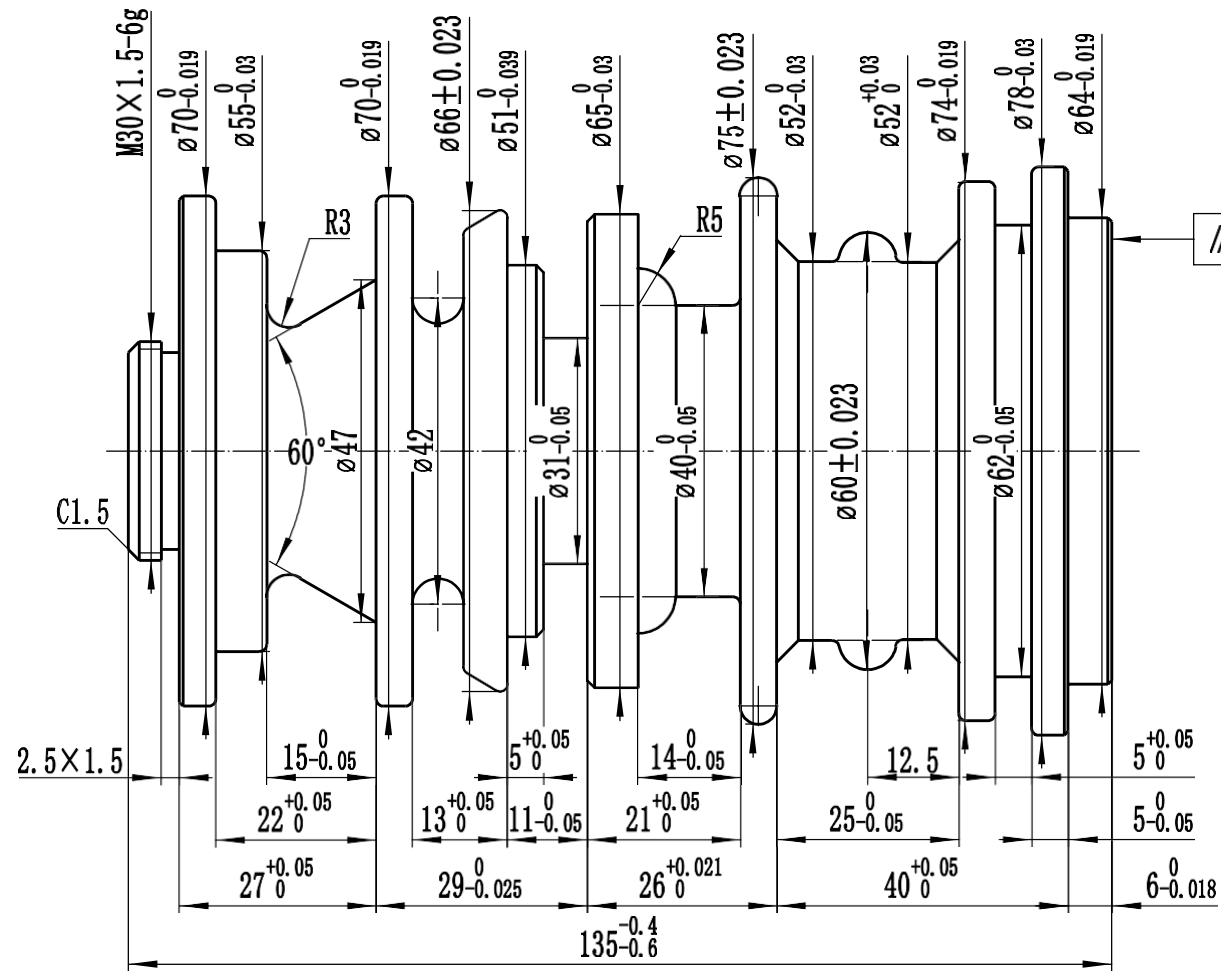 M30×1.5-6g
ø70 0 -0.019
ø55 0 -0.03
ø70 0 -0.019
ø66±0.023
ø51 0 -0.039
ø65 0 -0.03
ø75±0.023
ø52 0 -0.03
ø52 +0.03 0
ø74 0 -0.019
ø78 0 -0.03
ø64 0 -0.019
R3
R5
//
60°
ø47
ø42
ø31 0 -0.05
ø40 0 -0.05
ø60±0.023
ø62 0 -0.05
C1.5
2.5×1.5
15 0 -0.05
5 +0.05 0
14 0 -0.05
12.5
5 +0.05 0
22 +0.05 0
13 +0.05 0
11 0 -0.05
21 +0.05 0
25 0 -0.05
5 0 -0.05
27 +0.05 0
29 0 -0.025
26 +0.021 0
40 +0.05 0
6 0 -0.018
135 -0.4 -0.6